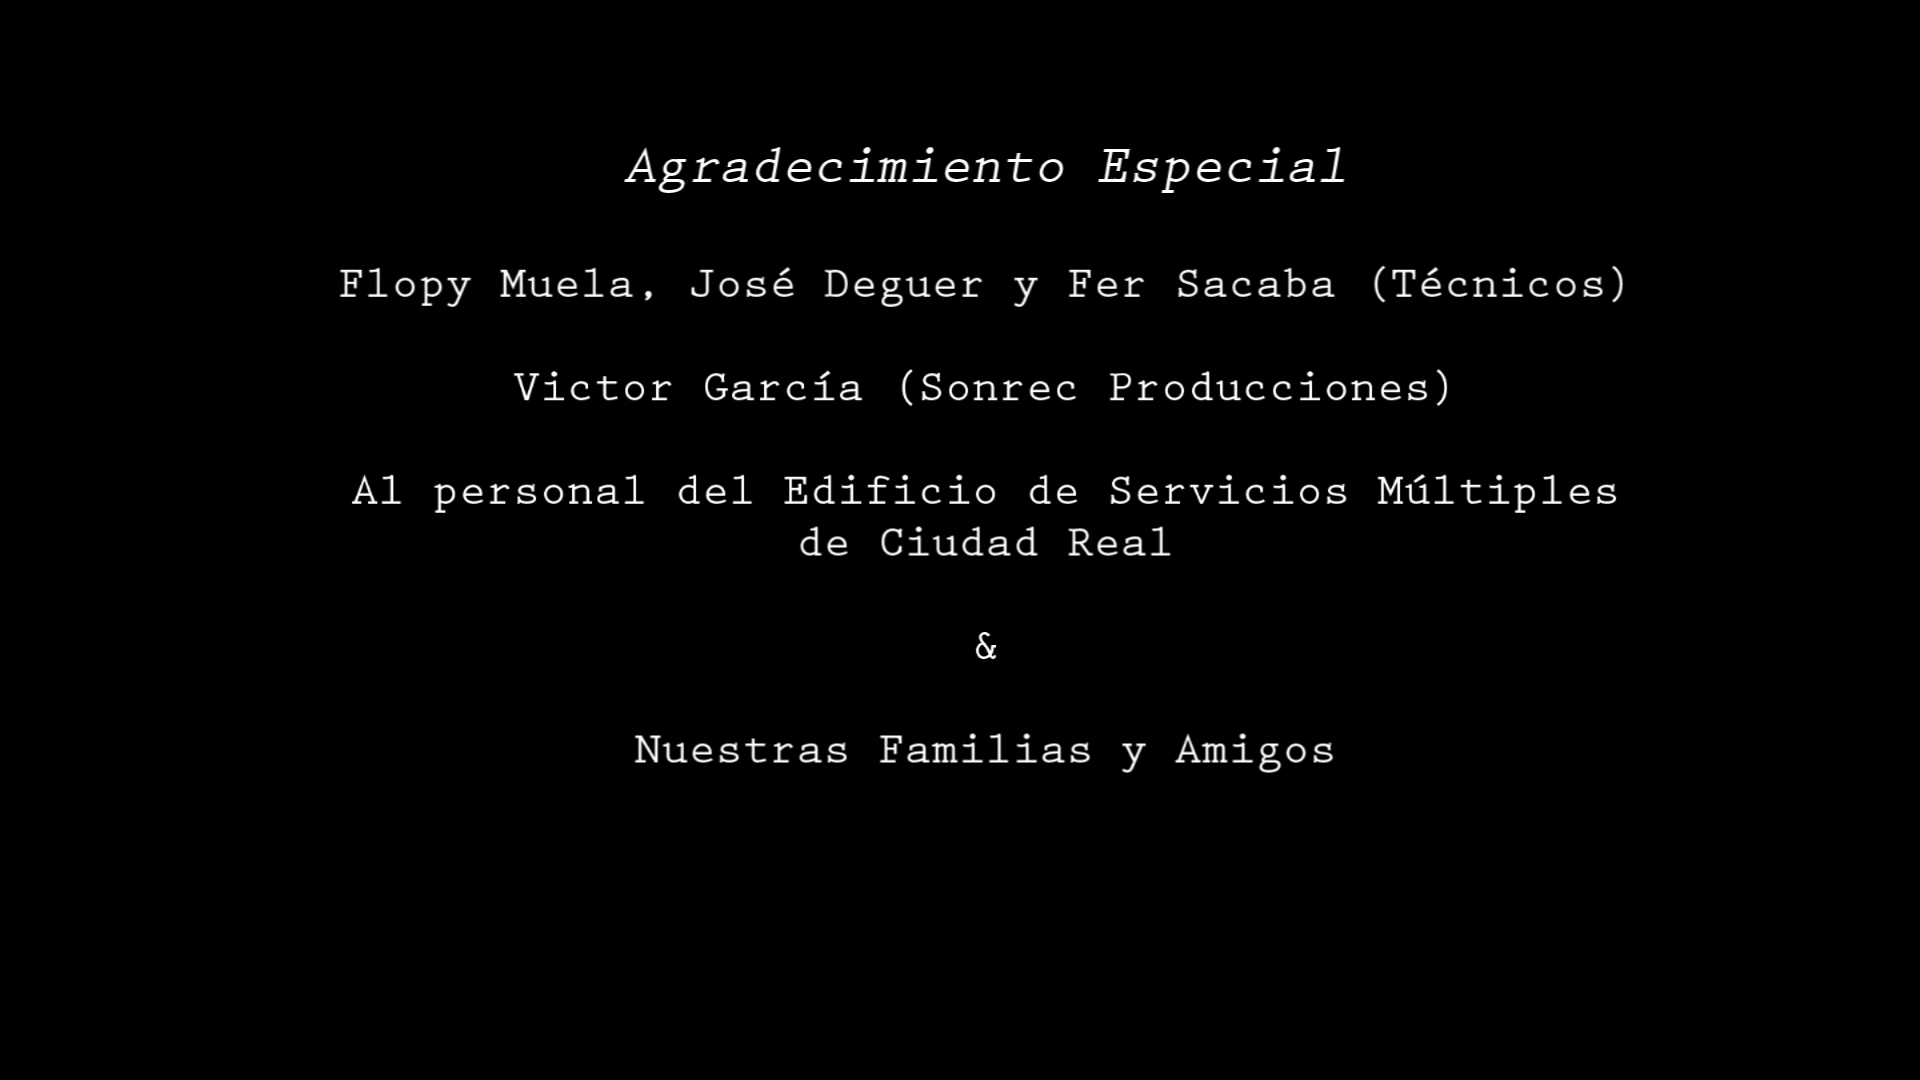 Agradecimiento Especial
Flopy Muela, José Deguer y Fer Sacaba (Técnicos)
Victor García (Sonrec Producciones)
Al personal del Edificio de Servicios Múltiples
de Ciudad Real
&
Nuestras Familias y Amigos